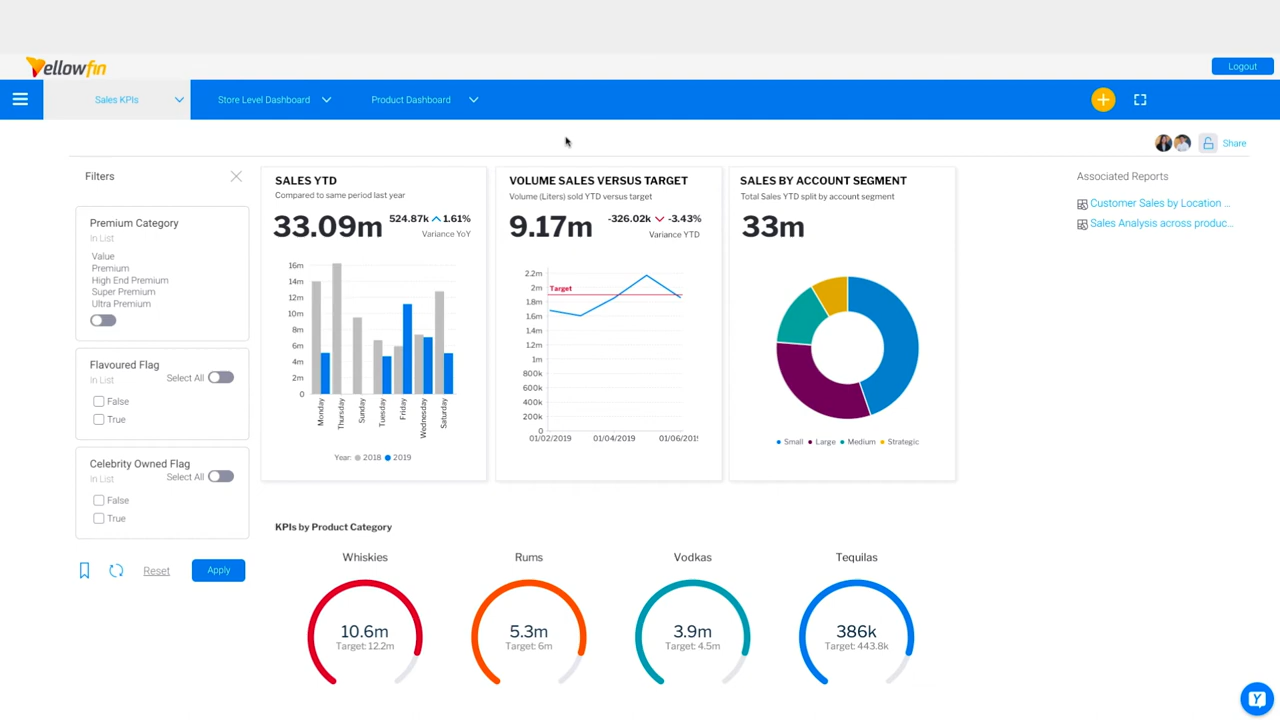 Yellowfin
Logout
Sales KPIs
Store Level Dashboard
Product Dashboard
Share
Filters
Premium Category
In List
Value
Premium
High End Premium
Super Premium
Ultra Premium
Flavoured Flag
In List
Select All
False
True
Celebrity Owned Flag
In List
Select All
False
True
Reset
Apply
SALES YTD
Compared to same period last year
33.09m
524.87k 1.61%
Variance YoY
16m
14m
12m
10m
8m
6m
4m
2m
0
Monday
Thursday
Sunday
Tuesday
Friday
Wednesday
Saturday
Year: 2018 2019
VOLUME SALES VERSUS TARGET
Volume (Liters) sold YTD versus target
9.17m
-326.02k -3.43%
Variance YTD
2.2m
2m
1.8m
1.6m
1.4m
1.2m
1m
800k
600k
400k
200k
0
Target
01/02/2019 01/04/2019 01/06/2019
SALES BY ACCOUNT SEGMENT
Total Sales YTD split by account segment
33m
Small Large Medium Strategic
Associated Reports
Customer Sales by Location ...
Sales Analysis across produc...
KPIs by Product Category
Whiskies
10.6m
Target: 12.2m
Rums
5.3m
Target: 6m
Vodkas
3.9m
Target: 4.5m
Tequilas
386k
Target: 443.8k
Y